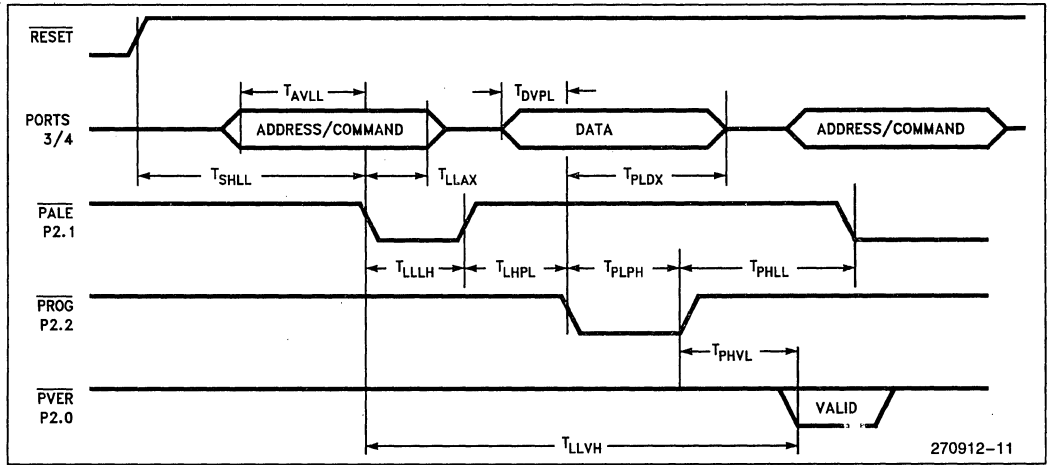 RESET
T_AVLL
T_DVPL
PORTS
3/4
ADDRESS/COMMAND
DATA
ADDRESS/COMMAND
T_SHLL
T_LLAX
T_PLDX
PALE
P2.1
T_LLLH
T_LHPL
T_PLPH
T_PHLL
PROG
P2.2
T_PHVL
PVER
P2.0
VALID
T_LLVH
270912-11